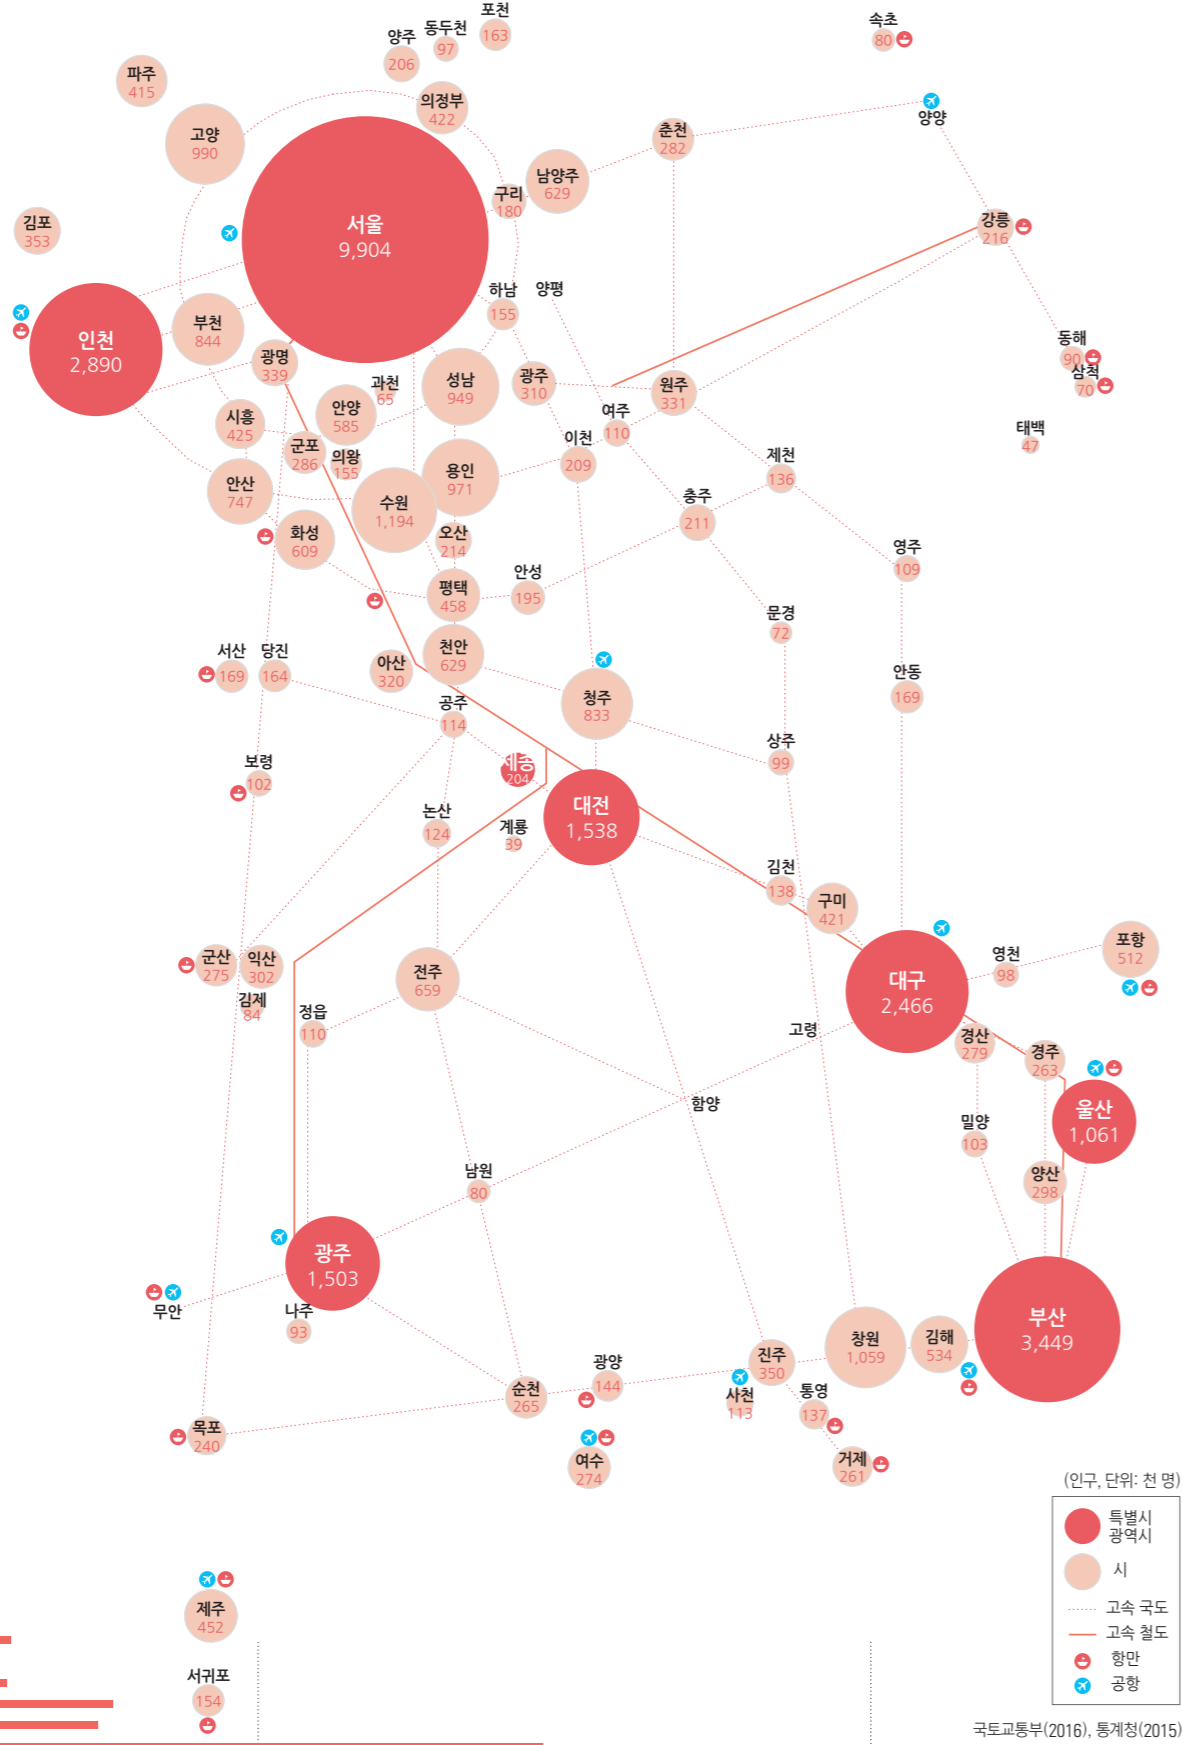 포천
163
동두천
97
양주
206
속초
80
파주
415
의정부
422
양양
고양
990
춘천
282
남양주
629
구리
180
김포
353
서울
9,904
강릉
216
하남
155
양평
인천
2,890
부천
844
광명
339
동해
90
삼척
70
과천
65
성남
949
광주
310
원주
331
안양
585
시흥
425
여주
110
이천
209
태백
47
군포
286
의왕
155
용인
971
제천
136
안산
747
수원
1,194
충주
211
화성
609
오산
214
영주
109
평택
458
안성
195
문경
72
서산
169
당진
164
아산
320
천안
629
청주
833
안동
169
공주
114
상주
99
보령
102
세종
204
대전
1,538
논산
124
계룡
39
김천
138
구미
421
군산
275
익산
302
전주
659
대구
2,466
영천
98
포항
512
김제
84
정읍
110
고령
경산
279
경주
263
함양
울산
1,061
밀양
103
남원
80
양산
298
광주
1,503
무안
나주
93
부산
3,449
창원
1,059
김해
534
진주
350
광양
144
순천
265
사천
113
통영
137
목포
240
여수
274
거제
261
(인구, 단위: 천 명)
특별시
광역시
시
고속 국도
고속 철도
항만
공항
제주
452
서귀포
154
국토교통부(2016), 통계청(2015)